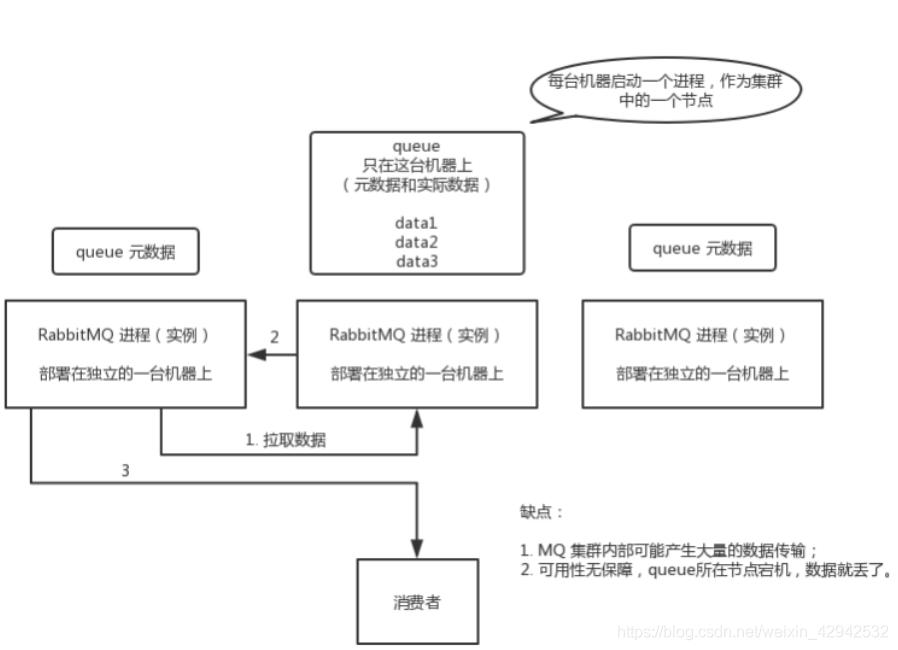 每台机器启动一个进程，作为集群
中的一个节点
queue
只在这台机器上
（元数据和实际数据）
data1
data2
data3
queue 元数据
queue 元数据
RabbitMQ 进程（实例）
部署在独立的一台机器上
2
RabbitMQ 进程（实例）
部署在独立的一台机器上
RabbitMQ 进程（实例）
部署在独立的一台机器上
1. 拉取数据
3
缺点：
1. MQ 集群内部可能产生大量的数据传输；
2. 可用性无保障，queue所在节点宕机，数据就丢了。
消费者
https://blog.csdn.net/weixin_42942532